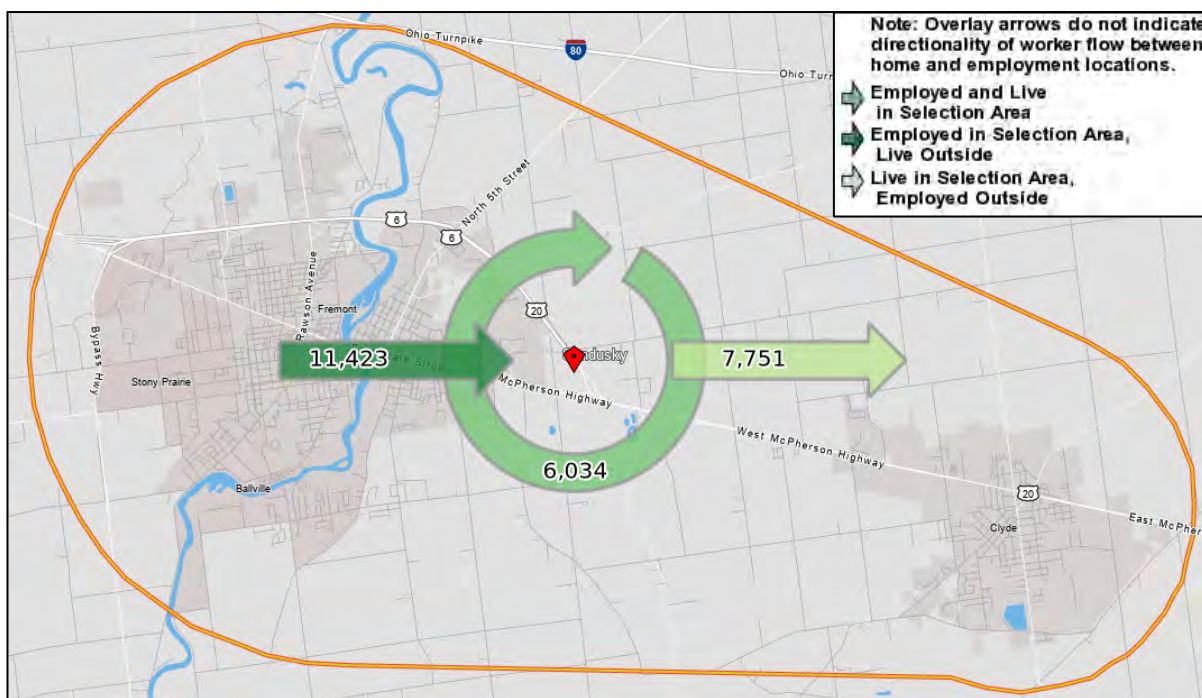 Note: Overlay arrows do not indicate
directionality of worker flow between
home and employment locations.
Employed and Live
in Selection Area
Employed in Selection Area,
Live Outside
Live in Selection Area,
Employed Outside
Ohio Turnpike
80
Ohio Turn
North 5th Street
6
6
Rawson Avenue
Fremont
20
Bypass Hwy
11,423
7,751
Stony Prairie
McPherson Highway
West McPherson Highway
6,034
Ballville
20
Clyde
East McPher